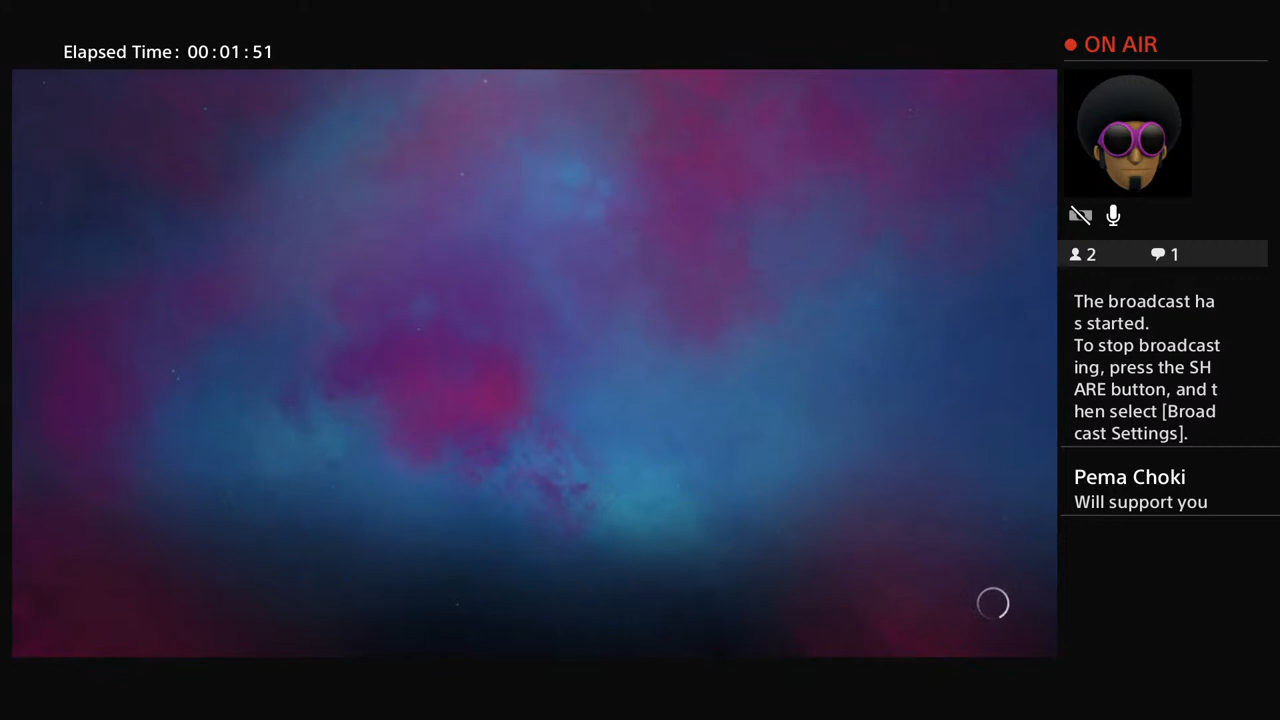 Elapsed Time: 00:01:51
ON AIR
2 1
The broadcast ha
s started.
To stop broadcast
ing, press the SH
ARE button, and t
hen select [Broad
cast Settings].
Pema Choki
Will support you